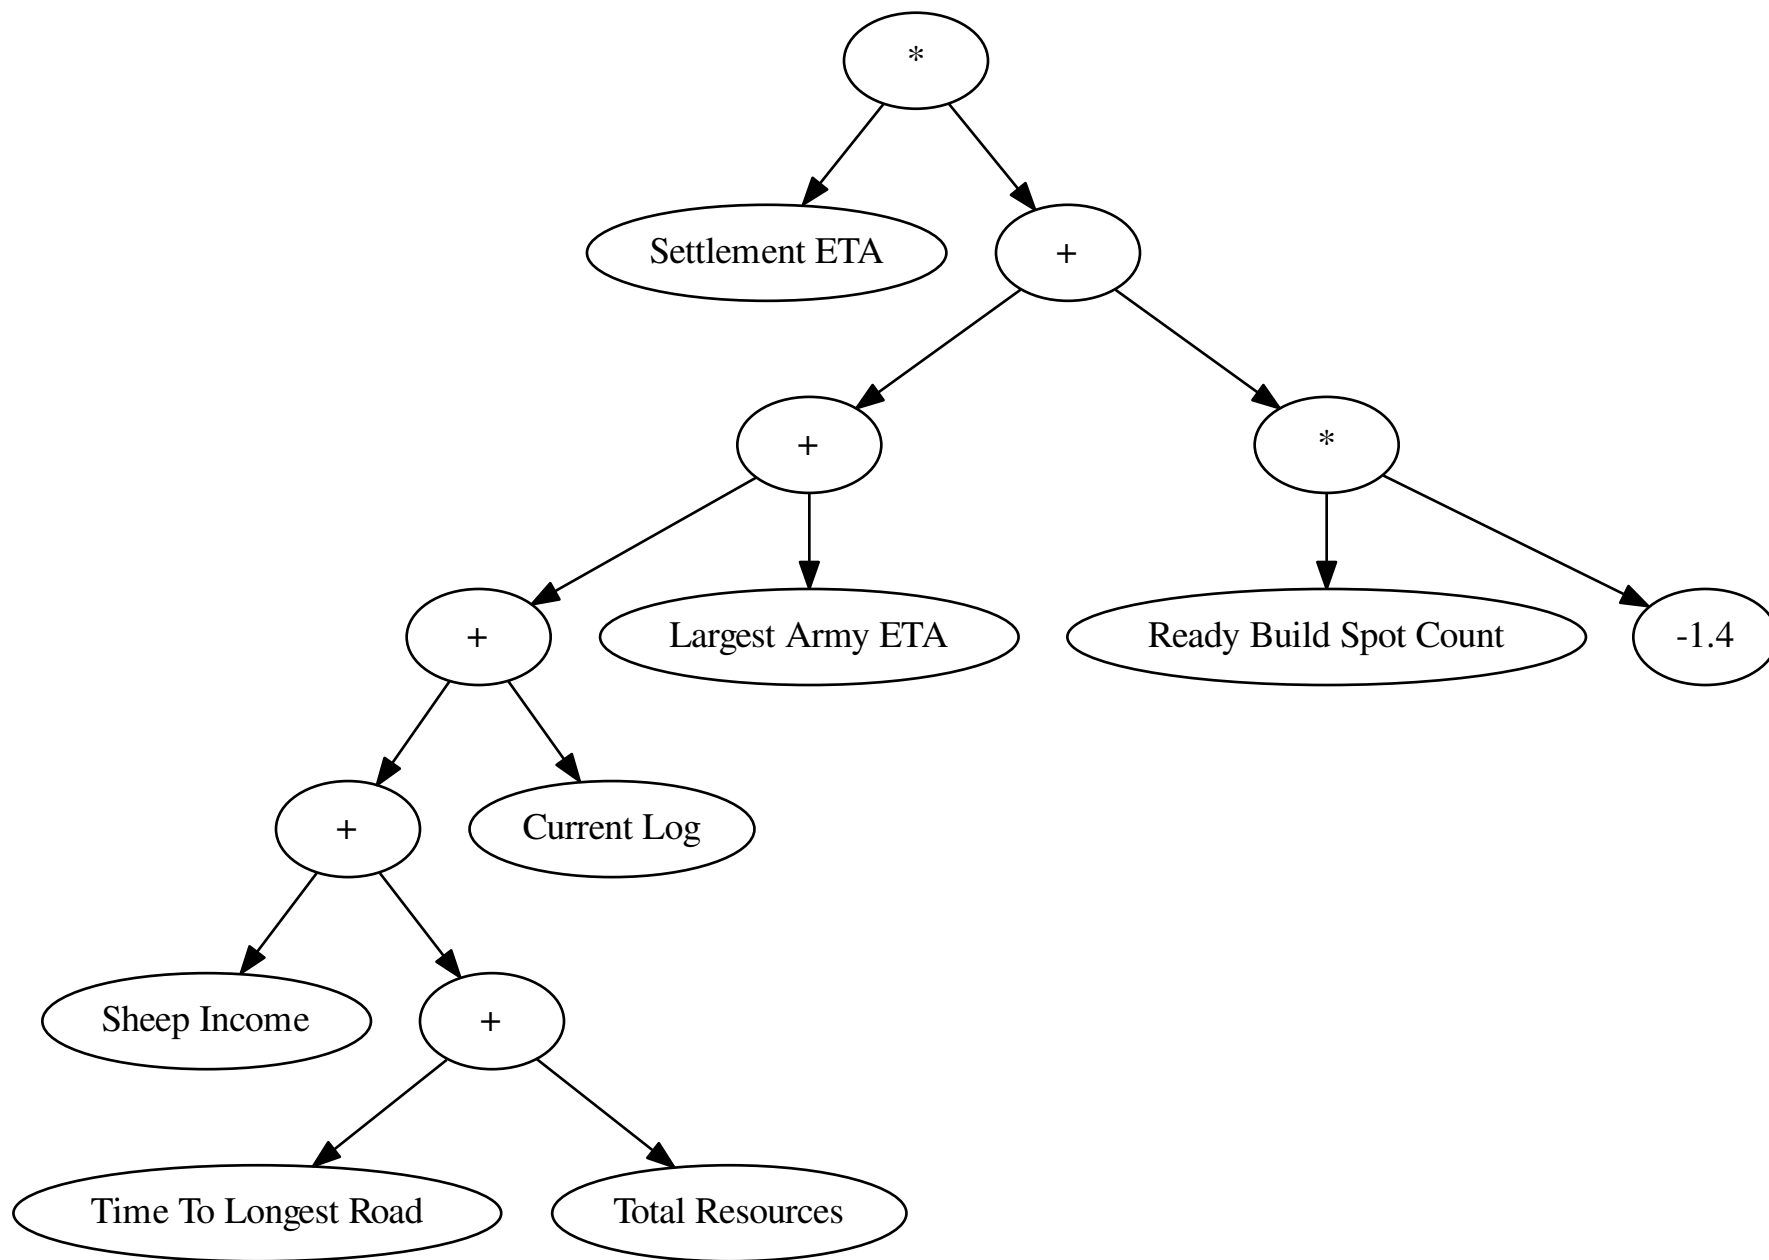 *
Settlement ETA
+
+
*
+
Largest Army ETA
Ready Build Spot Count
-1.4
+
Current Log
Sheep Income
+
Time To Longest Road
Total Resources